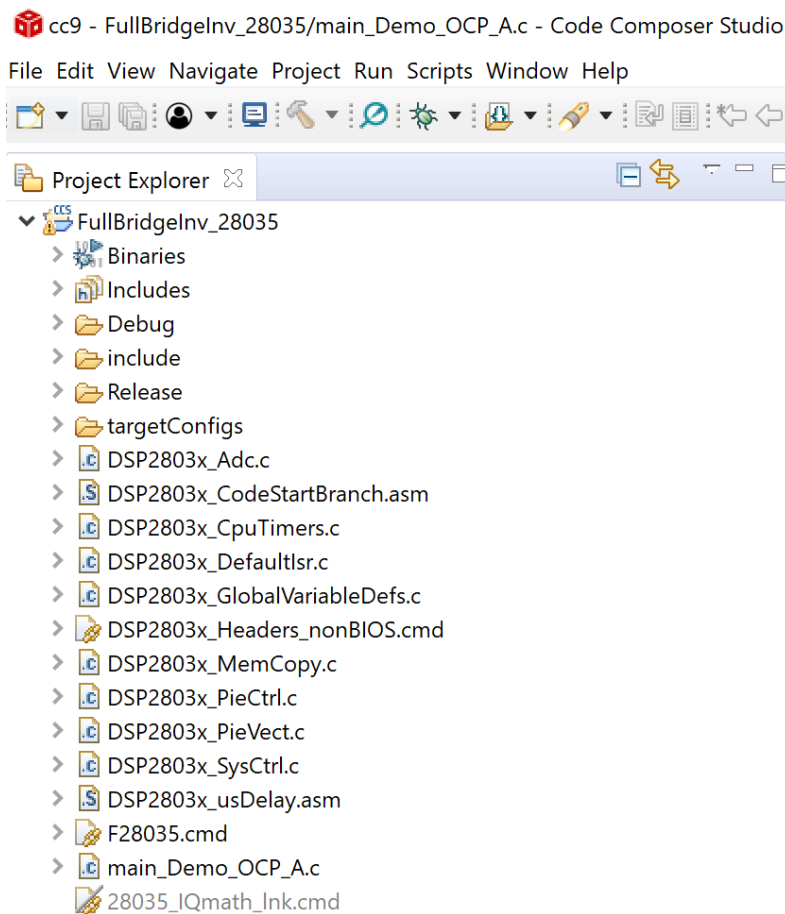 cc9 - FullBridgeInv_28035/main_Demo_OCP_A.c - Code Composer Studio
File Edit View Navigate Project Run Scripts Window Help
Project Explorer
FullBridgeInv_28035
Binaries
Includes
Debug
include
Release
targetConfigs
DSP2803x_Adc.c
DSP2803x_CodeStartBranch.asm
DSP2803x_CpuTimers.c
DSP2803x_DefaultIsr.c
DSP2803x_GlobalVariableDefs.c
DSP2803x_Headers_nonBIOS.cmd
DSP2803x_MemCopy.c
DSP2803x_PieCtrl.c
DSP2803x_PieVect.c
DSP2803x_SysCtrl.c
DSP2803x_usDelay.asm
F28035.cmd
main_Demo_OCP_A.c
28035_IQmath_lnk.cmd